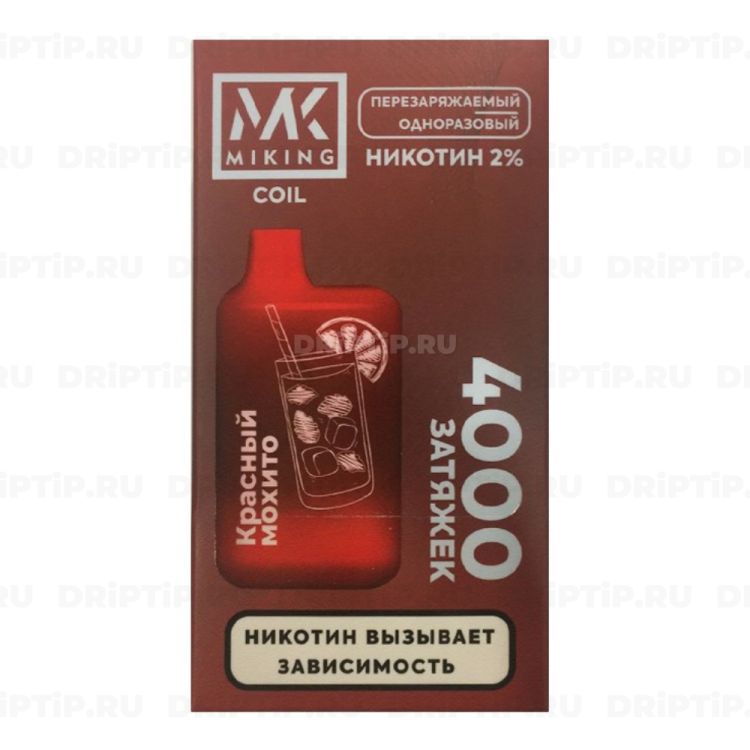 MK
MIKING
COIL
ПЕРЕЗАРЯЖАЕМЫЙ
ОДНОРАЗОВЫЙ
НИКОТИН 2%
Красный
мохито
4000
ЗАТЯЖЕК
НИКОТИН ВЫЗЫВАЕТ
ЗАВИСИМОСТЬ
DRIPTIP.RU